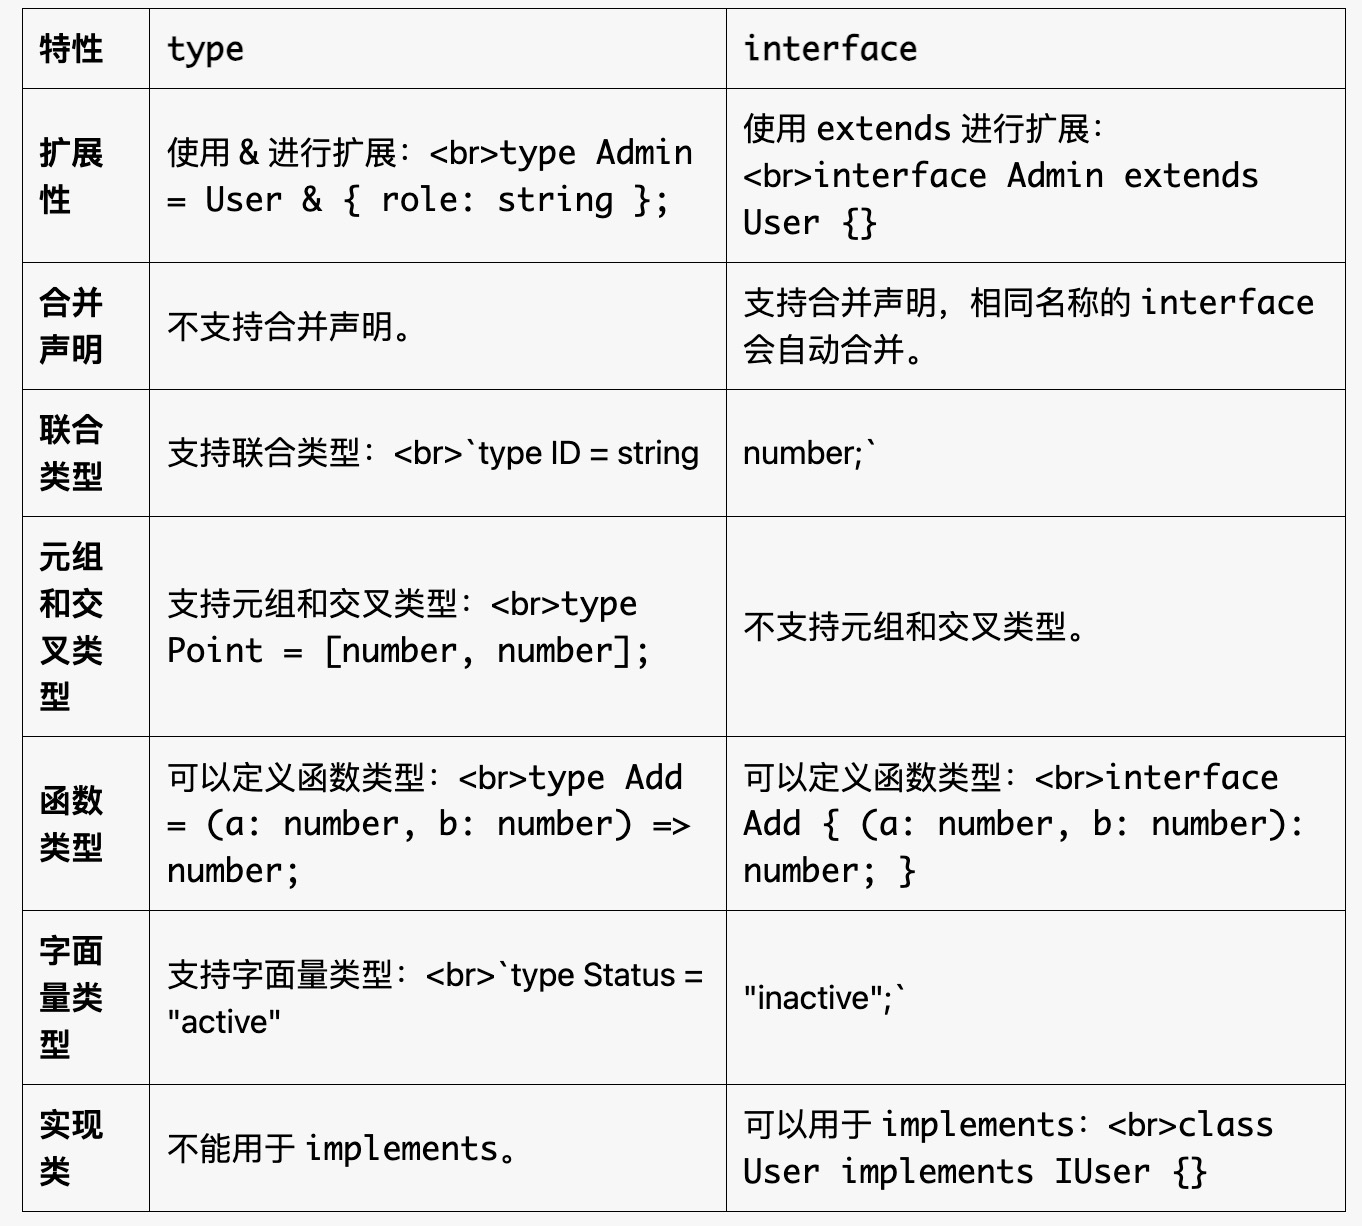 特性
type
interface
扩展
性
使用 & 进行扩展：<br>type Admin
= User & { role: string };
使用 extends 进行扩展：
<br>interface Admin extends
User {}
合并
声明
不支持合并声明。
支持合并声明，相同名称的 interface
会自动合并。
联合
类型
支持联合类型：<br>`type ID = string
number;`
元组
和交
叉类
型
支持元组和交叉类型：<br>type
Point = [number, number];
不支持元组和交叉类型。
函数
类型
可以定义函数类型：<br>type Add
= (a: number, b: number) =>
number;
可以定义函数类型：<br>interface
Add { (a: number, b: number):
number; }
字面
量类
型
支持字面量类型：<br>`type Status =
"active"
"inactive";`
实现
类
不能用于 implements。
可以用于 implements：<br>class
User implements IUser {}